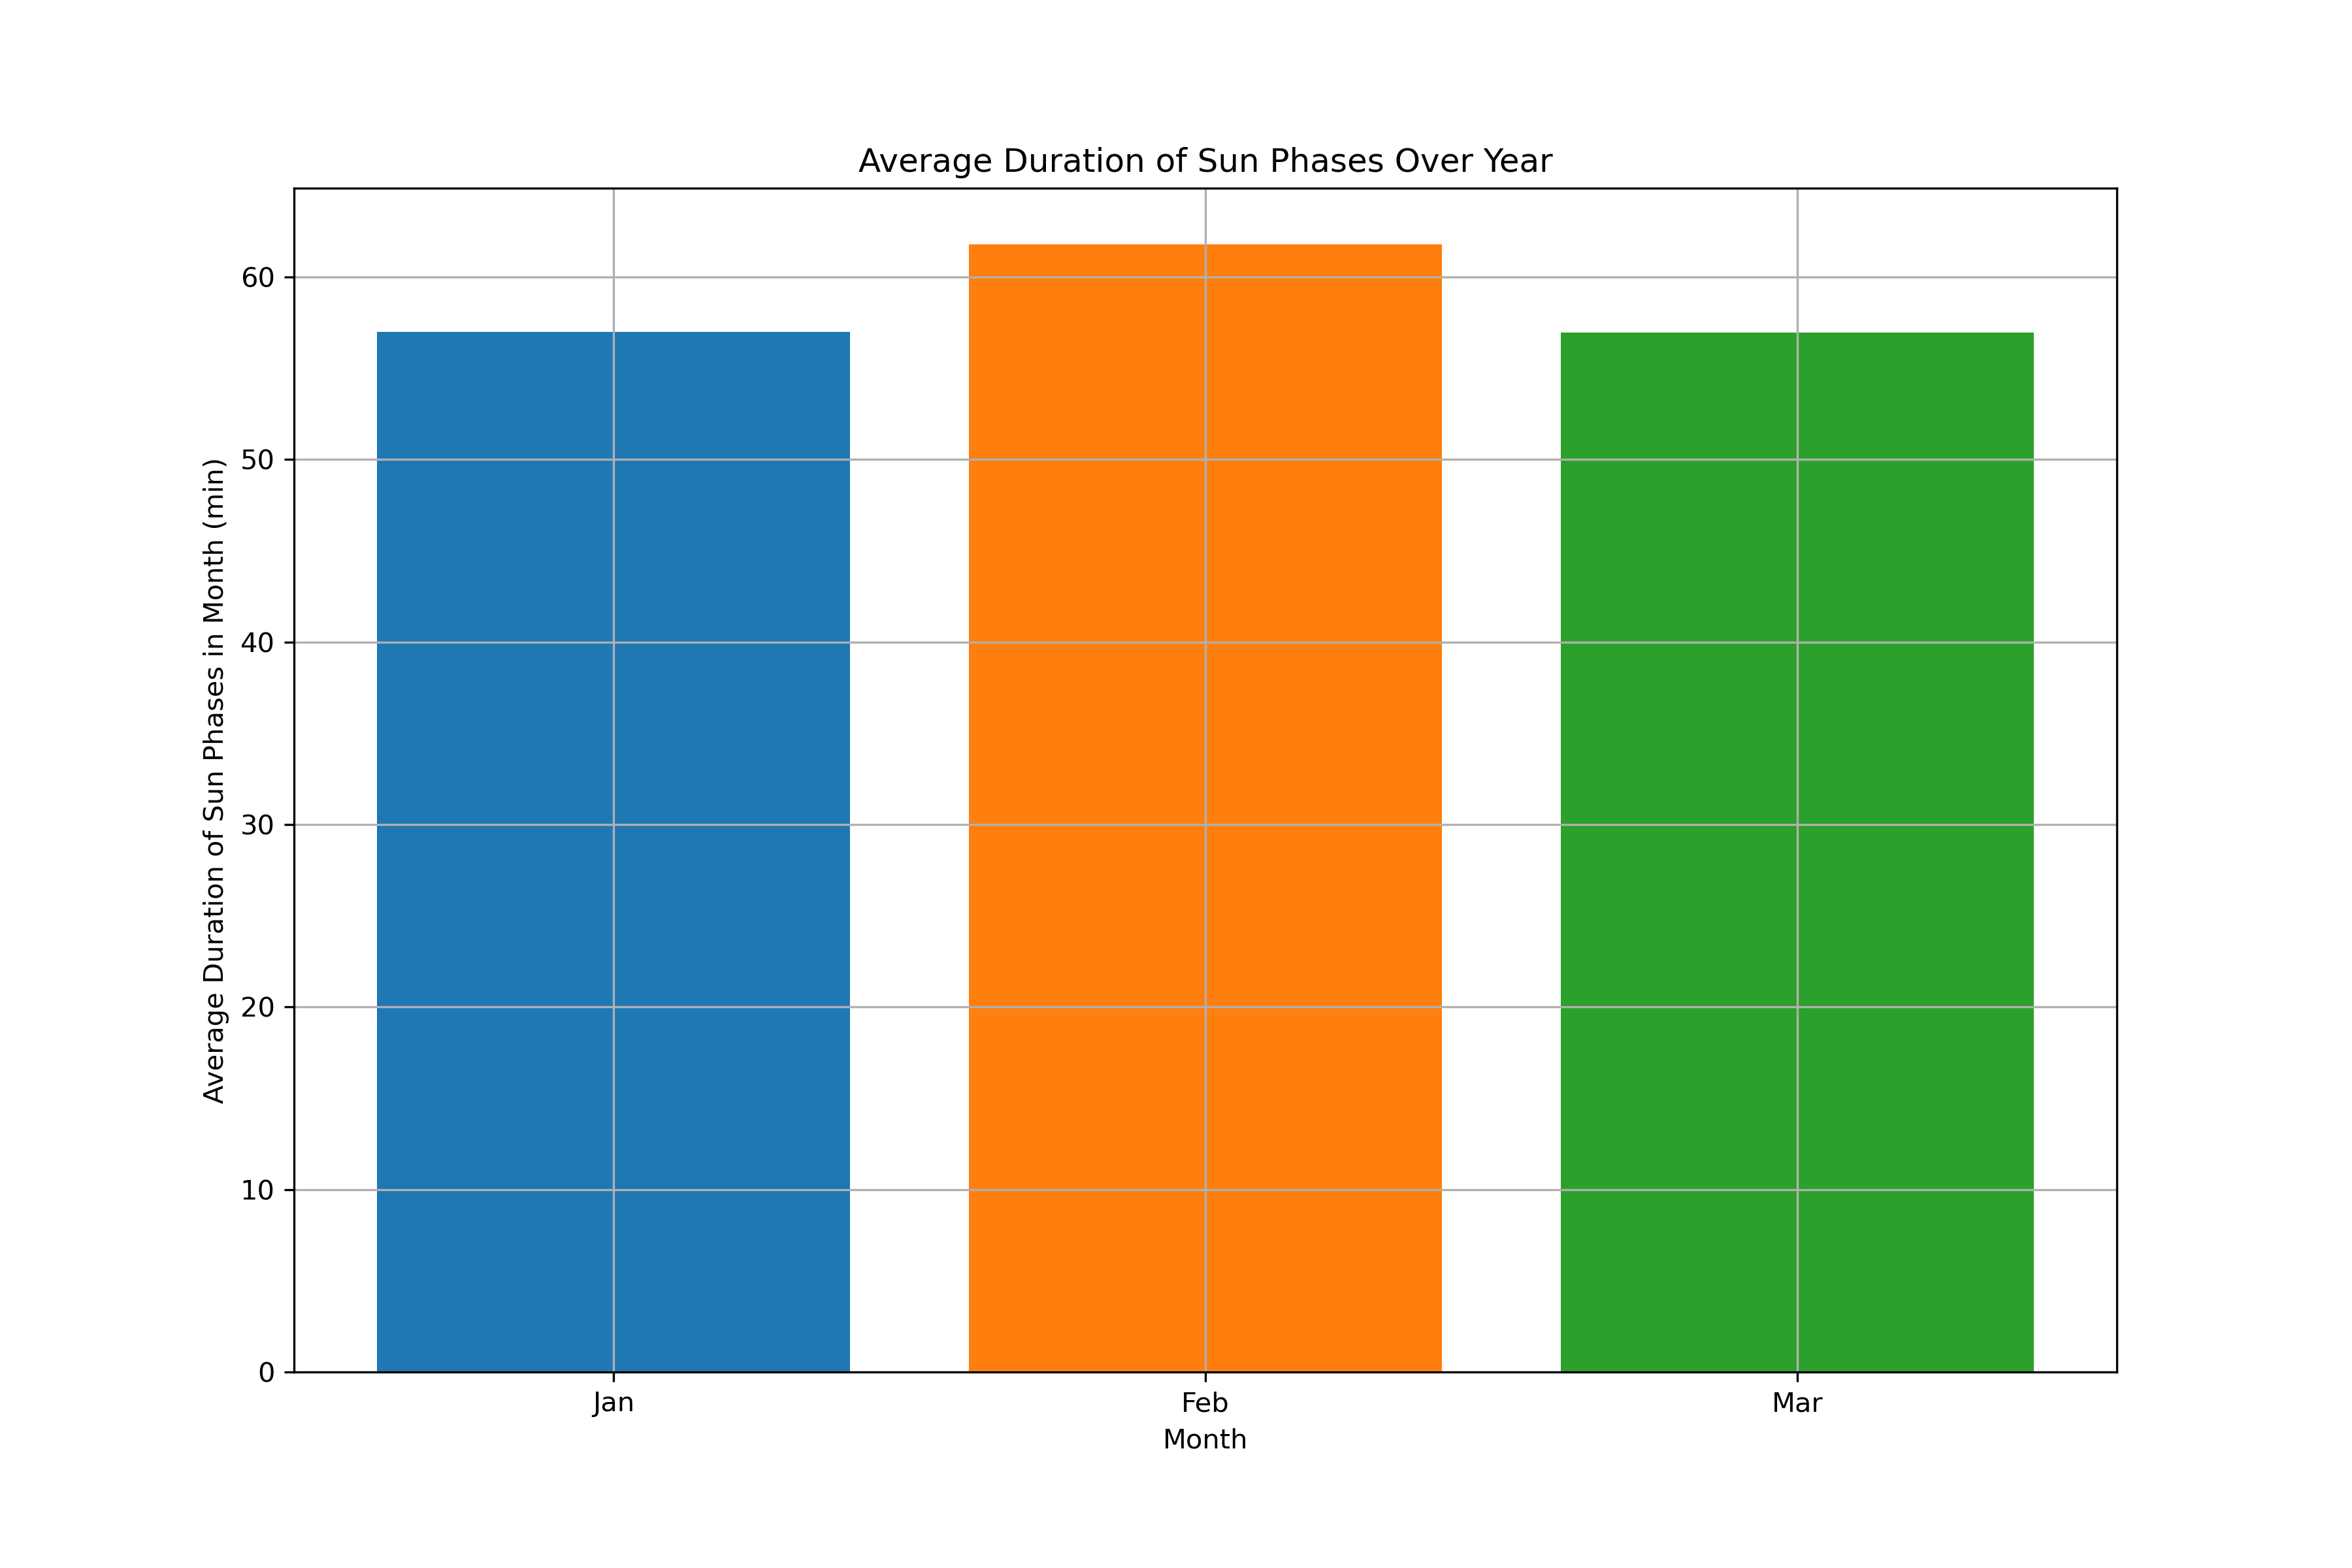 Average Duration of Sun Phases Over Year
Average Duration of Sun Phases in Month (min)
60
50
40
30
20
10
0
Jan Feb Mar
Month